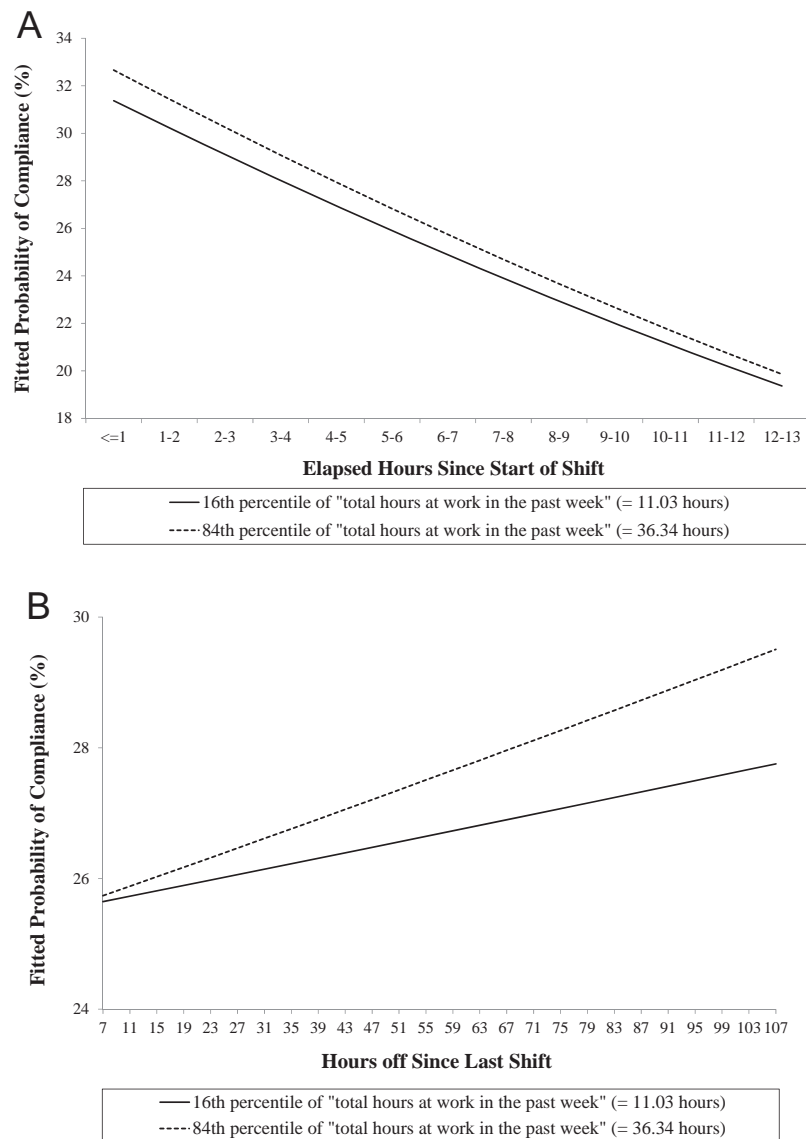 A
34
32
30
28
26
24
22
20
18
Fitted Probability of Compliance (%)
<=1 1-2 2-3 3-4 4-5 5-6 6-7 7-8 8-9 9-10 10-11 11-12 12-13
Elapsed Hours Since Start of Shift
16th percentile of "total hours at work in the past week" (= 11.03 hours)
84th percentile of "total hours at work in the past week" (= 36.34 hours)
B
30
28
26
24
Fitted Probability of Compliance (%)
7 11 15 19 23 27 31 35 39 43 47 51 55 59 63 67 71 75 79 83 87 91 95 99 103 107
Hours off Since Last Shift
16th percentile of "total hours at work in the past week" (= 11.03 hours)
84th percentile of "total hours at work in the past week" (= 36.34 hours)